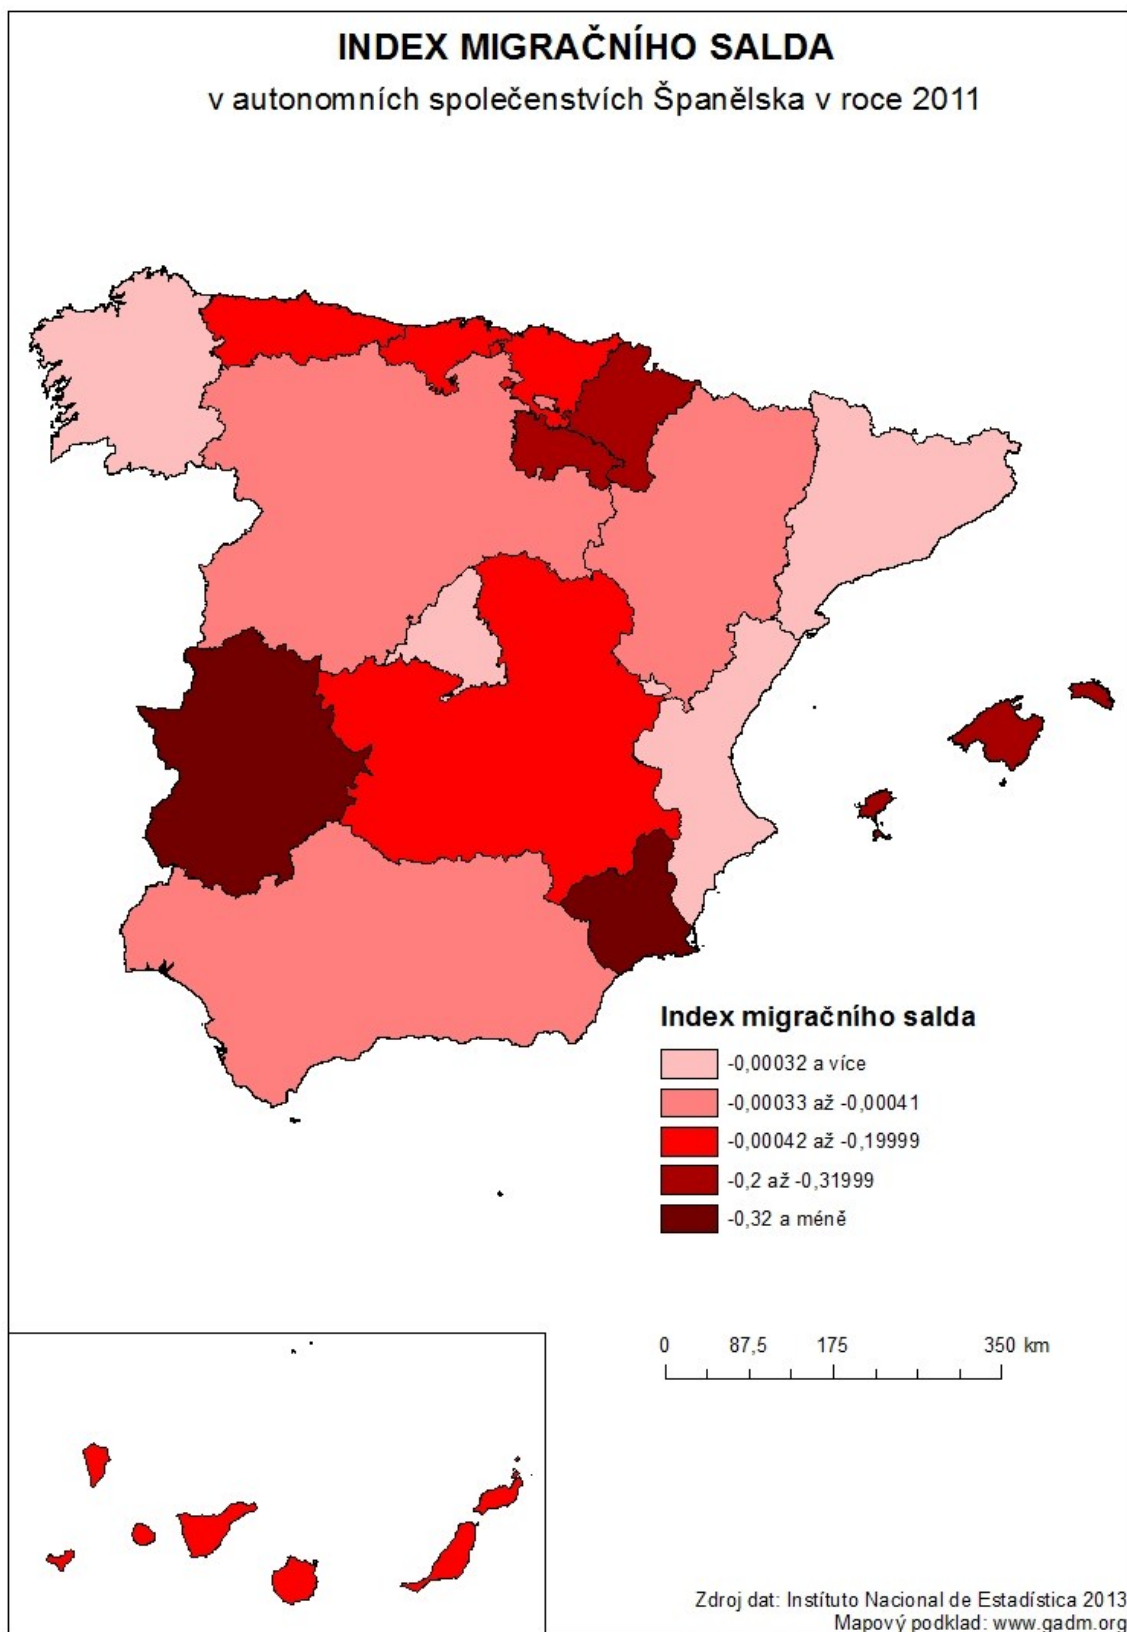 INDEX MIGRAČNÍHO SALDA
v autonomních společenstvích Španělska v roce 2011
Index migračního salda
-0,00032 a více
-0,00033 až -0,00041
-0,00042 až -0,19999
-0,2 až -0,31999
-0,32 a méně
0 87,5 175 350 km
Zdroj dat: Instítuto Nacional de Estadística 2013
Mapový podklad: www.gadm.org